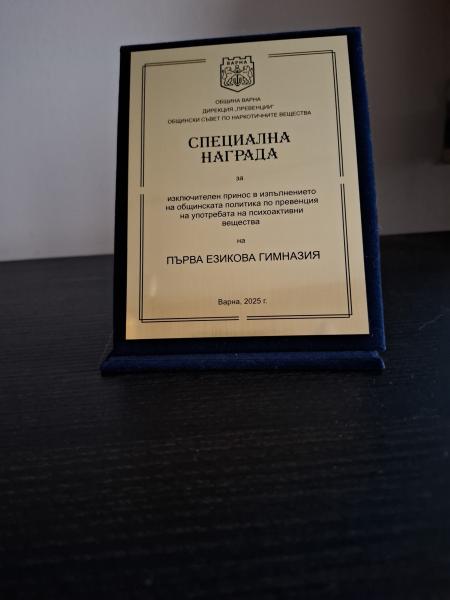 ВАРНА
ОБЩИНА ВАРНА
ДИРЕКЦИЯ „ПРЕВЕНЦИИ“
ОБЩИНСКИ СЪВЕТ ПО НАРКОТИЧНИТЕ ВЕЩЕСТВА
СПЕЦИАЛНА
НАГРАДА
за
изключителен принос в изпълнението
на общинската политика по превенция
на употребата на психоактивни
вещества
на
ПЪРВА ЕЗИКОВА ГИМНАЗИЯ
Варна, 2025 г.